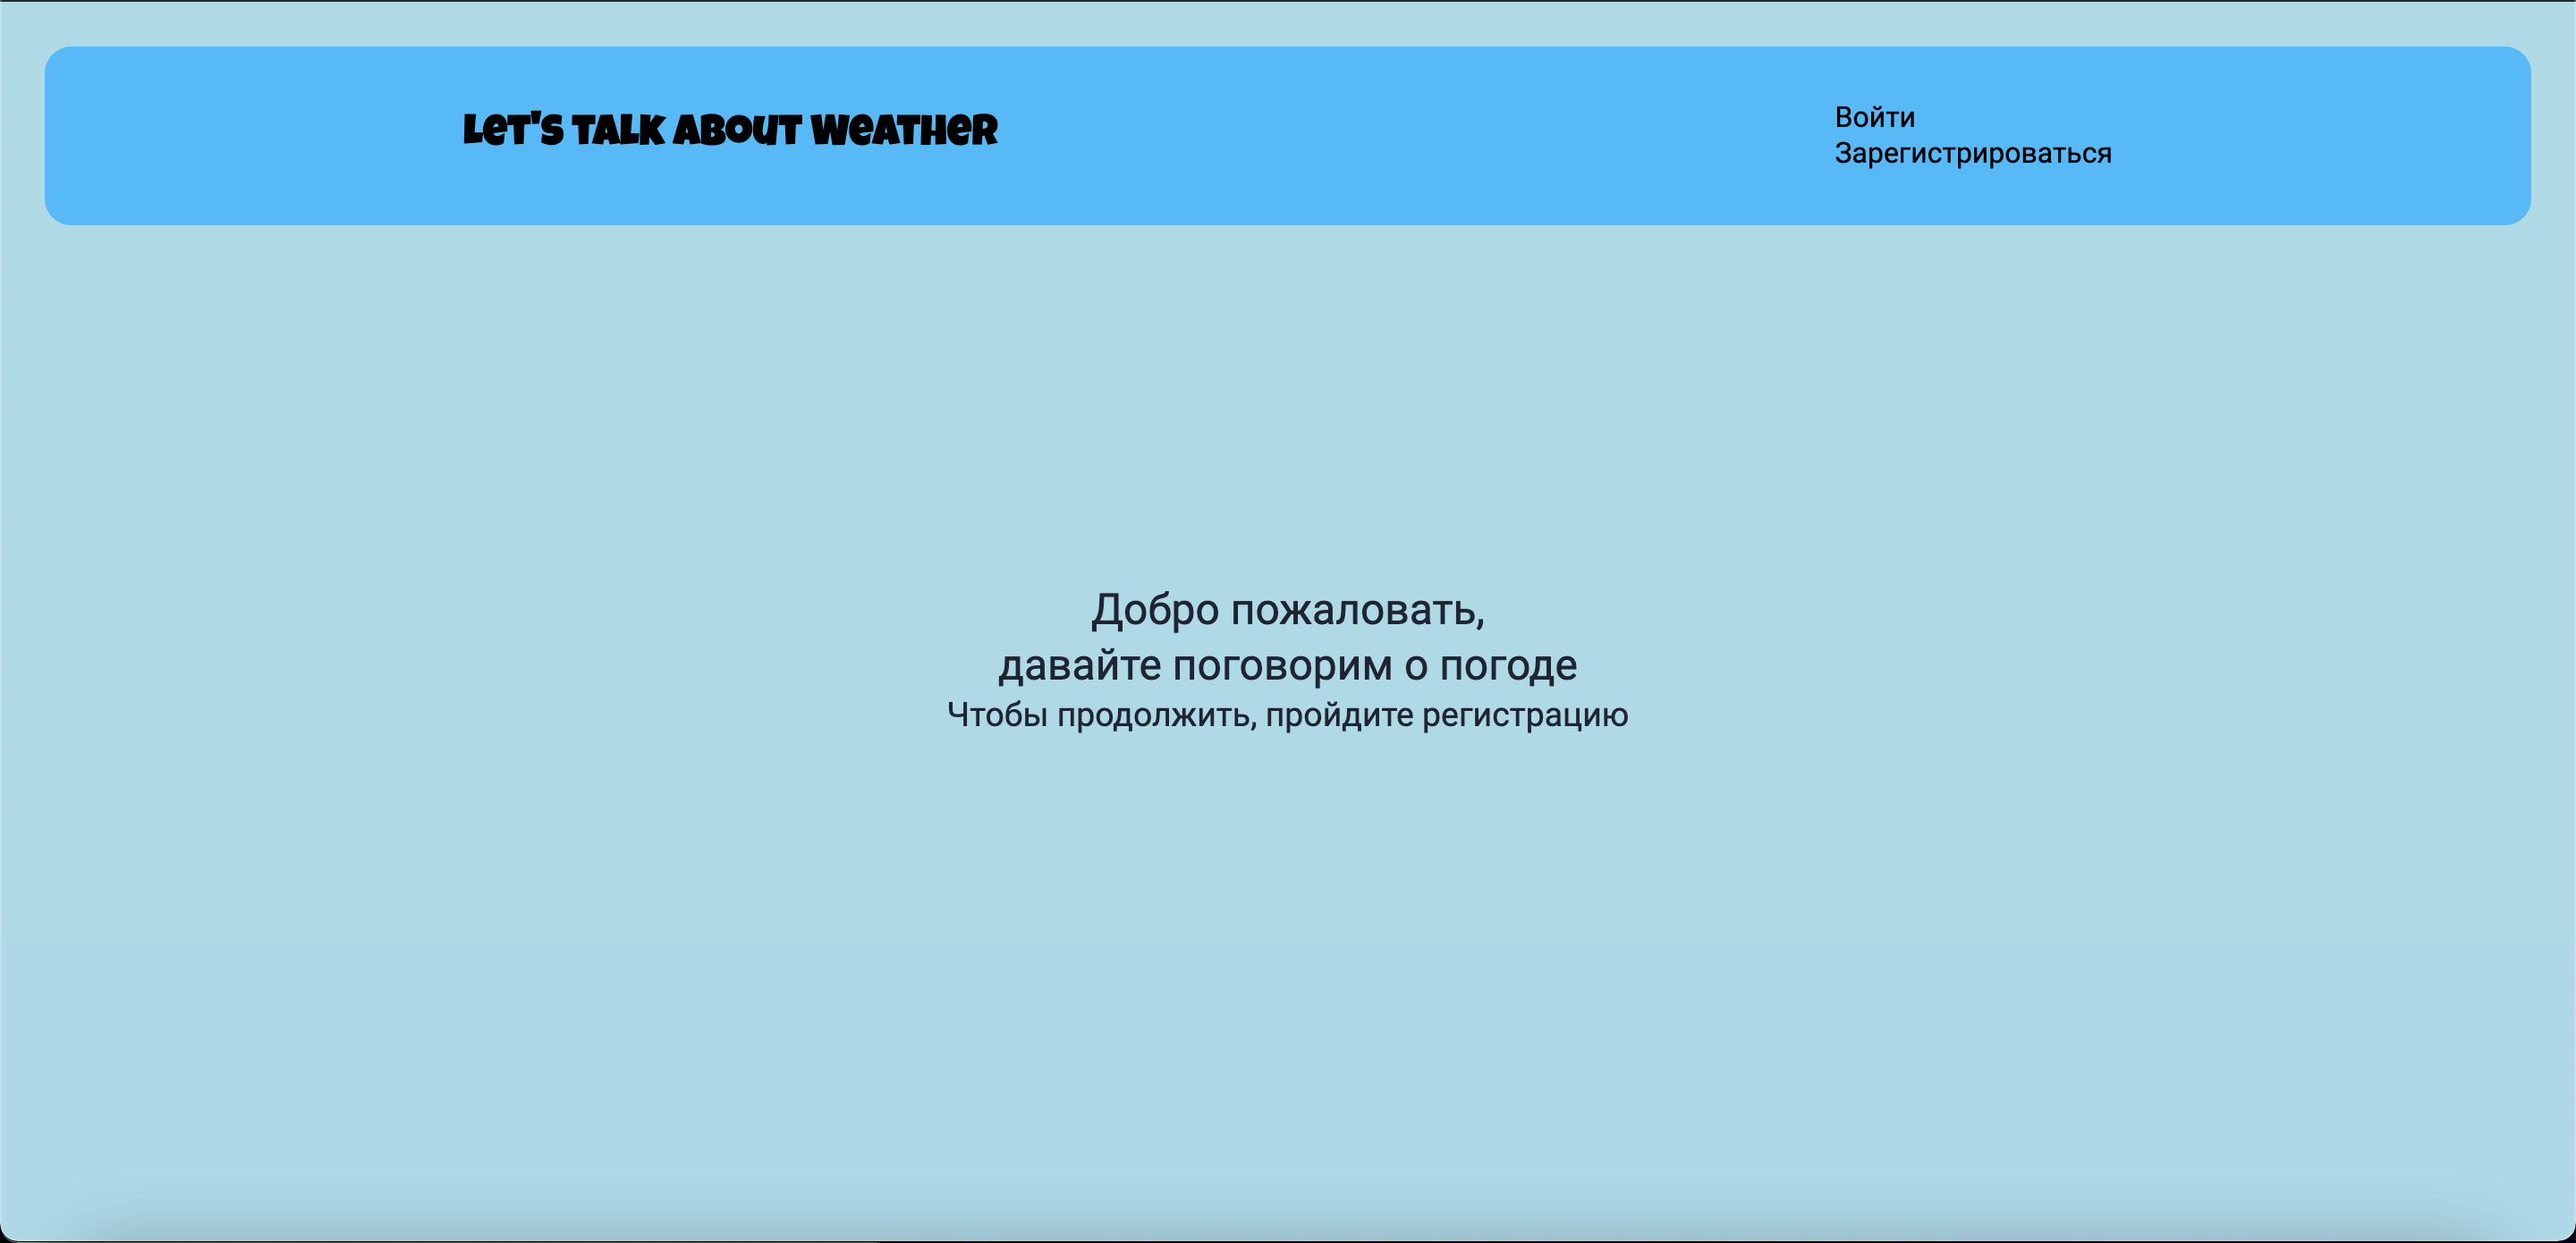 Let's talk about weather
Войти
Зарегистрироваться
Добро пожаловать,
давайте поговорим о погоде
Чтобы продолжить, пройдите регистрацию